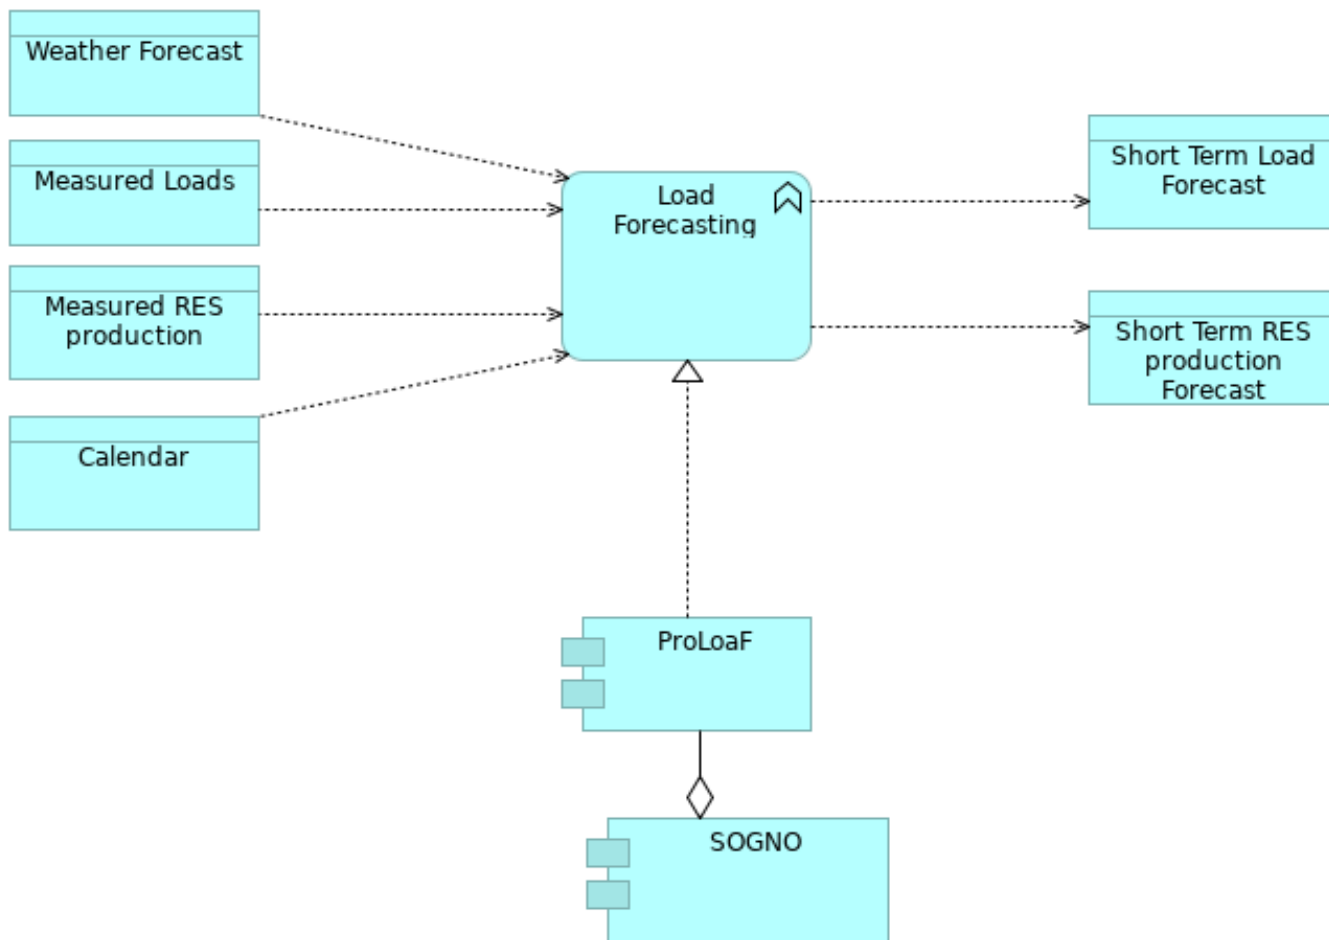 Weather Forecast
Measured Loads
Measured RES
production
Calendar
Load
Forecasting
Short Term Load
Forecast
Short Term RES
production
Forecast
ProLoaF
SOGNO